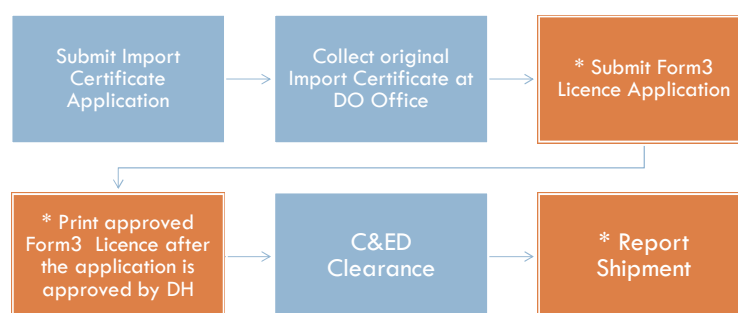 Submit Import
Certificate
Application
Collect original
Import Certificate at
DO Office
* Submit Form3
Licence Application
* Print approved
Form3 Licence after
the application is
approved by DH
C&ED
Clearance
* Report
Shipment